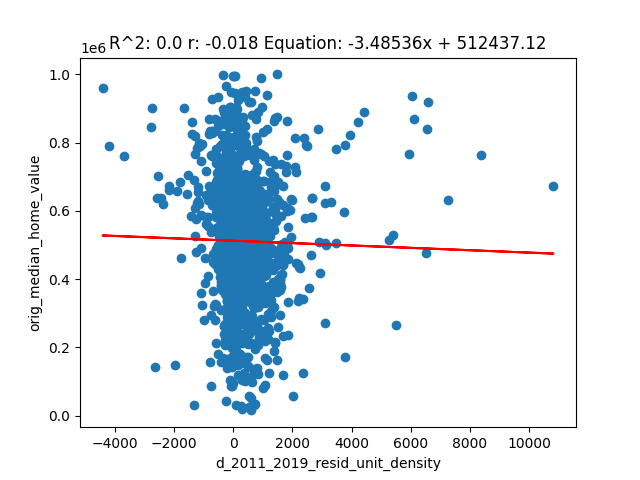 R^2: 0.0 r: -0.018 Equation: -3.48536x + 512437.12
1e6
1.0
0.8
0.6
0.4
0.2
0.0
orig_median_home_value
−4000 −2000 0 2000 4000 6000 8000 10000
d_2011_2019_resid_unit_density